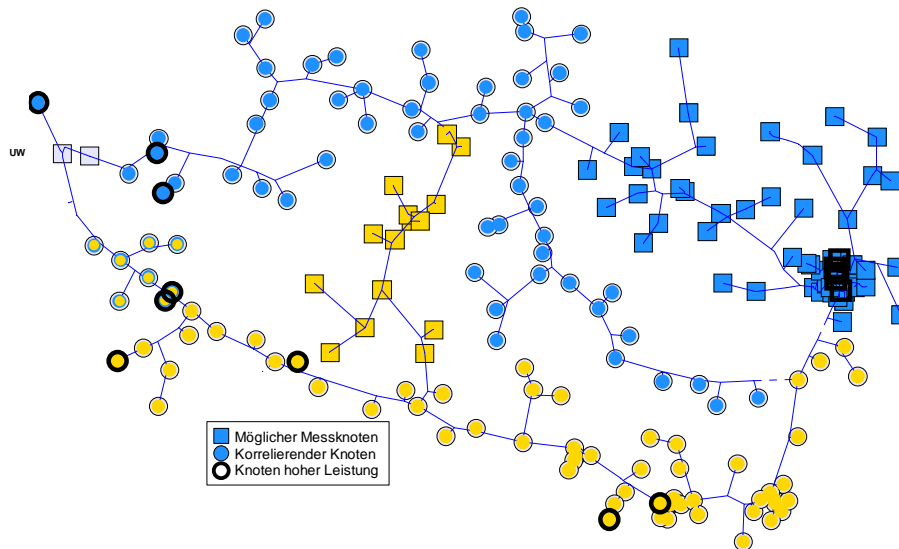 UW
Möglicher Messknoten
Korrelierender Knoten
Knoten hoher Leistung